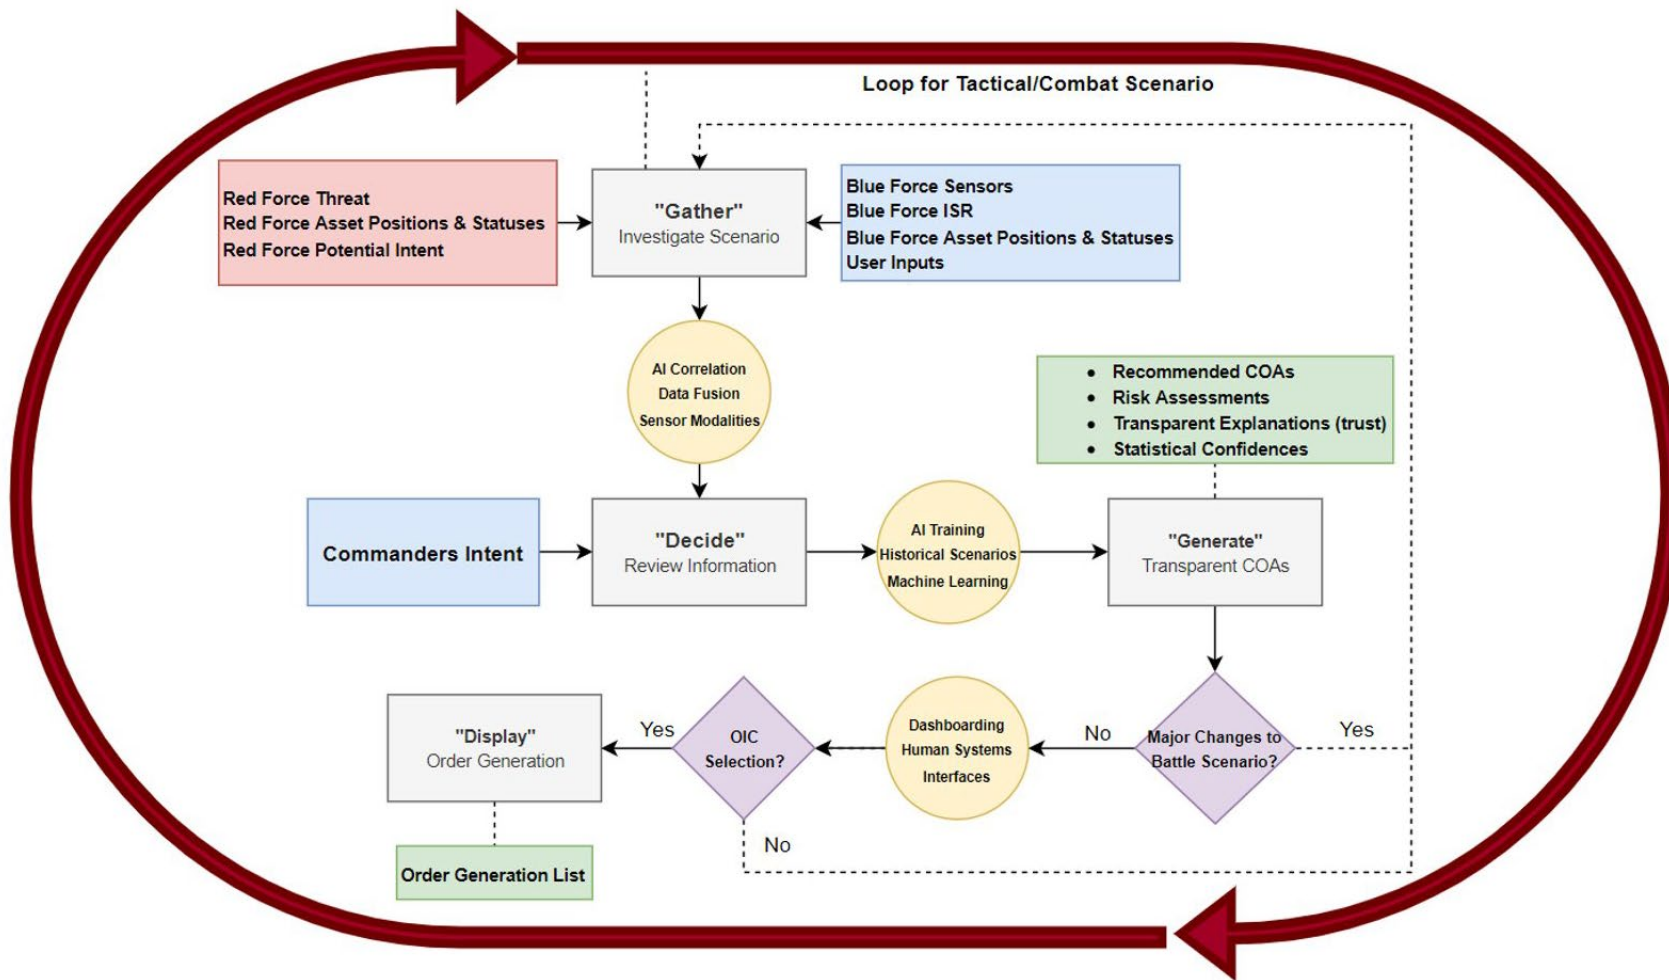 Loop for Tactical/Combat Scenario
Red Force Threat
Red Force Asset Positions & Statuses
Red Force Potential Intent
"Gather"
Investigate Scenario
Blue Force Sensors
Blue Force ISR
Blue Force Asset Positions & Statuses
User Inputs
AI Correlation
Data Fusion
Sensor Modalities
• Recommended COAs
• Risk Assessments
• Transparent Explanations (trust)
• Statistical Confidences
Commanders Intent
"Decide"
Review Information
AI Training
Historical Scenarios
Machine Learning
"Generate"
Transparent COAs
"Display"
Order Generation
Yes
OIC
Selection?
Dashboarding
Human Systems
Interfaces
No
Major Changes to
Battle Scenario?
Yes
No
Order Generation List